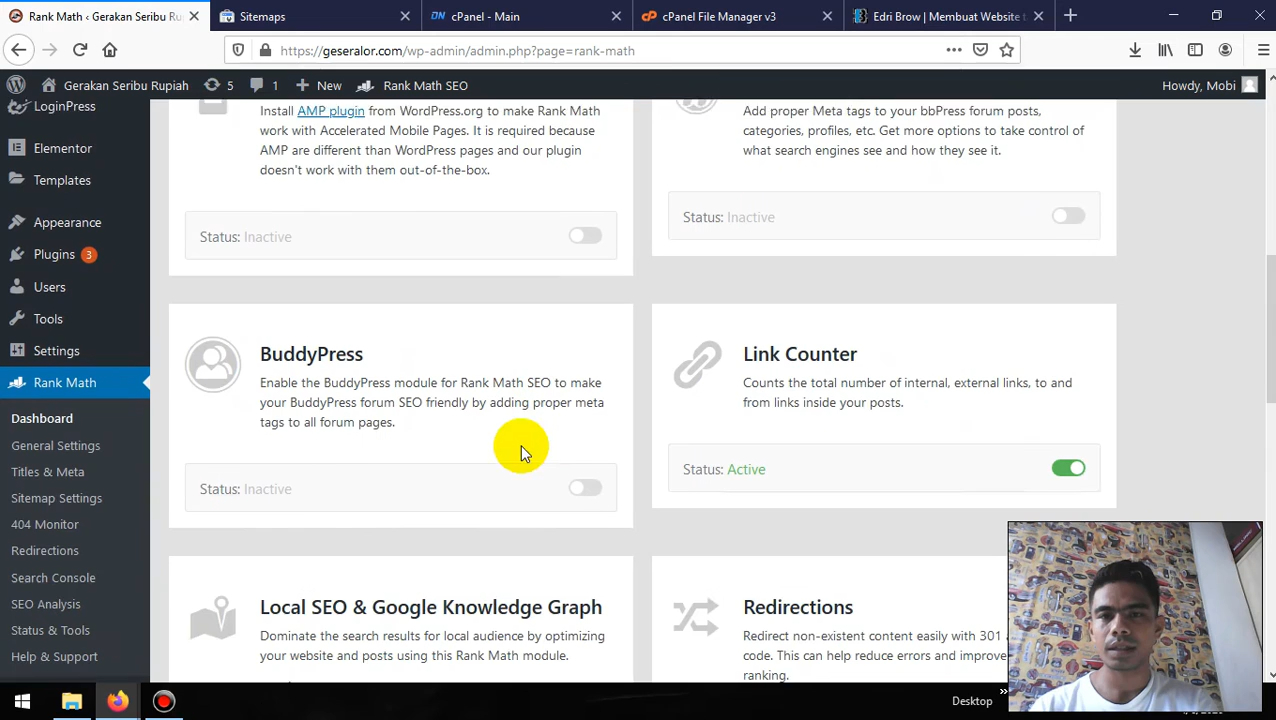 Rank Math ‹ Gerakan Seribu Ru
Sitemaps
cPanel - Main
cPanel File Manager v3
Edri Brow | Membuat Website
https://geseralor.com/wp-admin/admin.php?page=rank-math
Gerakan Seribu Rupiah
5
1
New
Rank Math SEO
Howdy, Mobi
LoginPress
Elementor
Templates
Appearance
Plugins 3
Users
Tools
Settings
Rank Math
Dashboard
General Settings
Titles & Meta
Sitemap Settings
404 Monitor
Redirections
Search Console
SEO Analysis
Status & Tools
Help & Support
Install AMP plugin from WordPress.org to make Rank Math
work with Accelerated Mobile Pages. It is required because
AMP are different than WordPress pages and our plugin
doesn't work with them out-of-the-box.
Status: Inactive
Add proper Meta tags to your bbPress forum posts,
categories, profiles, etc. Get more options to take control of
what search engines see and how they see it.
Status: Inactive
BuddyPress
Enable the BuddyPress module for Rank Math SEO to make
your BuddyPress forum SEO friendly by adding proper meta
tags to all forum pages.
Status: Inactive
Link Counter
Counts the total number of internal, external links, to and
from links inside your posts.
Status: Active
Local SEO & Google Knowledge Graph
Dominate the search results for local audience by optimizing
your website and posts using this Rank Math module.
Redirections
Redirect non-existent content easily with 301
code. This can help reduce errors and improve
ranking.
Desktop